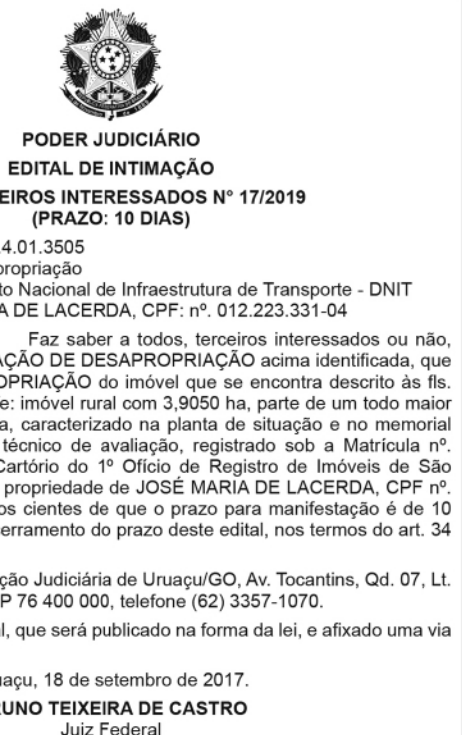 PODER JUDICIÁRIO
EDITAL DE INTIMAÇÃO
EIROS INTERESSADOS N° 17/2019
(PRAZO: 10 DIAS)
4.01.3505
propriação
to Nacional de Infraestrutura de Transporte - DNIT
A DE LACERDA, CPF: nº. 012.223.331-04
Faz saber a todos, terceiros interessados ou não,
AÇÃO DE DESAPROPRIAÇÃO acima identificada, que
OPRIAÇÃO do imóvel que se encontra descrito às fls.
e: imóvel rural com 3,9050 ha, parte de um todo maior
a, caracterizado na planta de situação e no memorial
técnico de avaliação, registrado sob a Matrícula nº.
Cartório do 1º Ofício de Registro de Imóveis de São
propriedade de JOSÉ MARIA DE LACERDA, CPF nº.
os cientes de que o prazo para manifestação é de 10
erramento do prazo deste edital, nos termos do art. 34
ção Judiciária de Uruaçu/GO, Av. Tocantins, Qd. 07, Lt.
P 76 400 000, telefone (62) 3357-1070.
l, que será publicado na forma da lei, e afixado uma via
uaçu, 18 de setembro de 2017.
RUNO TEIXEIRA DE CASTRO
Juiz Federal